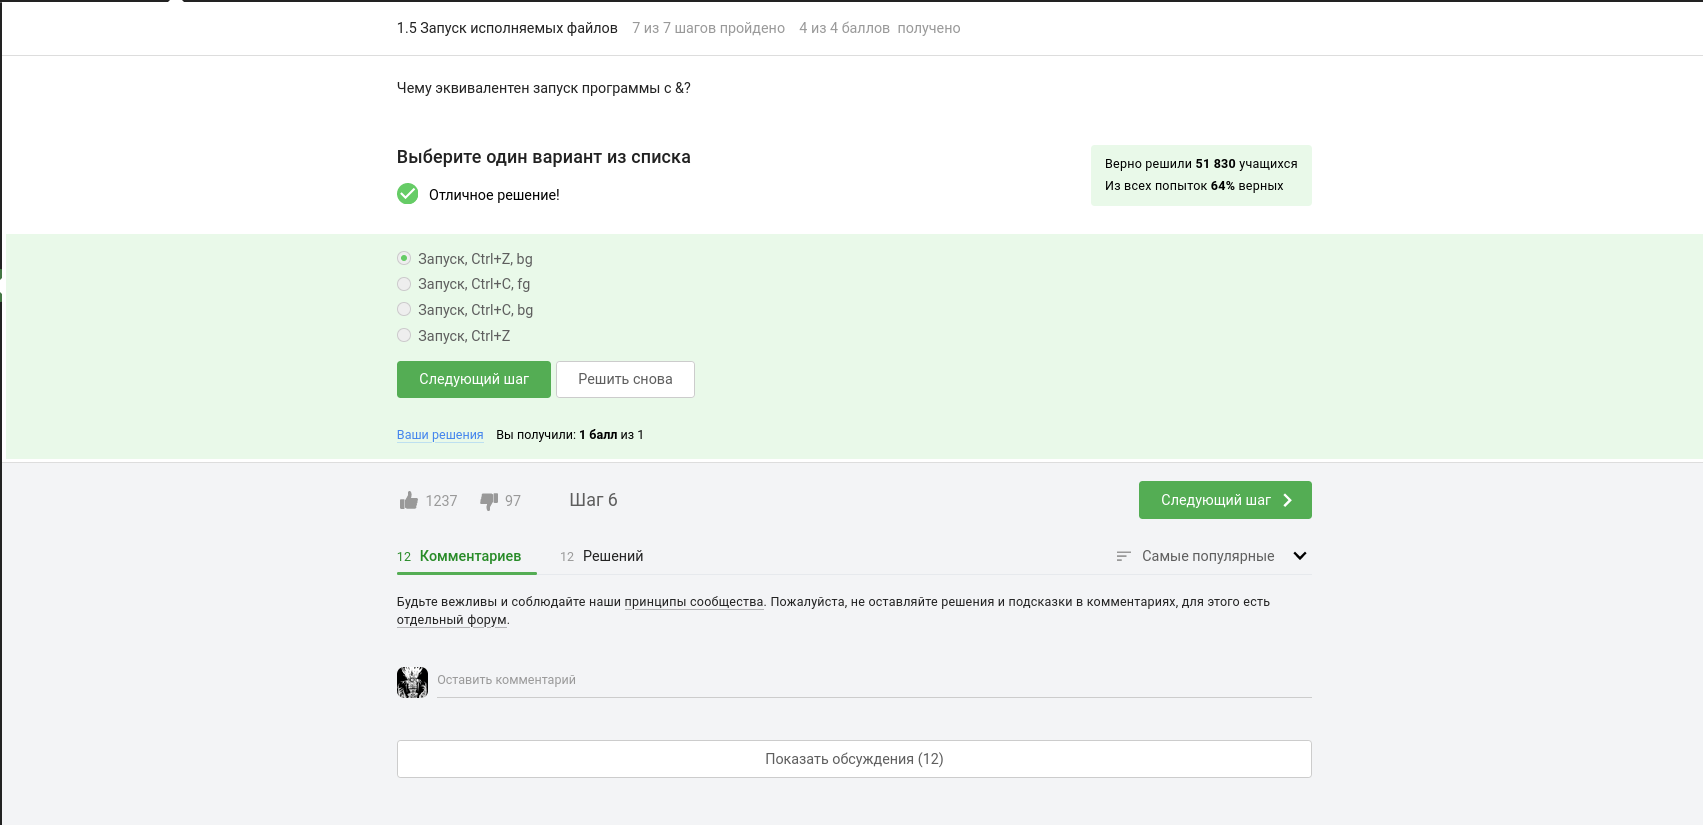 1.5 Запуск исполняемых файлов 7 из 7 шагов пройдено 4 из 4 баллов получено
Чему эквивалентен запуск программы с &?
Выберите один вариант из списка
Верно решили 51 830 учащихся
Из всех попыток 64% верных
Отличное решение!
Запуск, Ctrl+Z, bg
Запуск, Ctrl+C, fg
Запуск, Ctrl+C, bg
Запуск, Ctrl+Z
Следующий шаг Решить снова
Ваши решения Вы получили: 1 балл из 1
1237 97 Шаг 6 Следующий шаг
12 Комментариев 12 Решений Самые популярные
Будьте вежливы и соблюдайте наши принципы сообщества. Пожалуйста, не оставляйте решения и подсказки в комментариях, для этого есть
отдельный форум.
Оставить комментарий
Показать обсуждения (12)